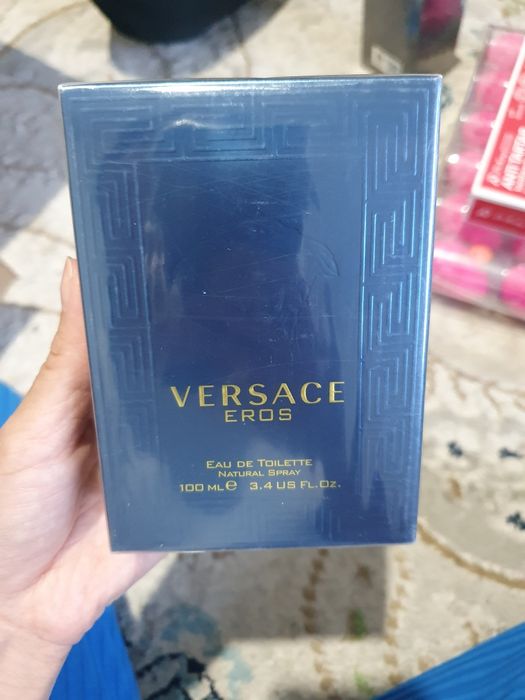 VERSACE
EROS
EAU DE TOILETTE
NATURAL SPRAY
100 ML e 3.4 US FL.OZ.